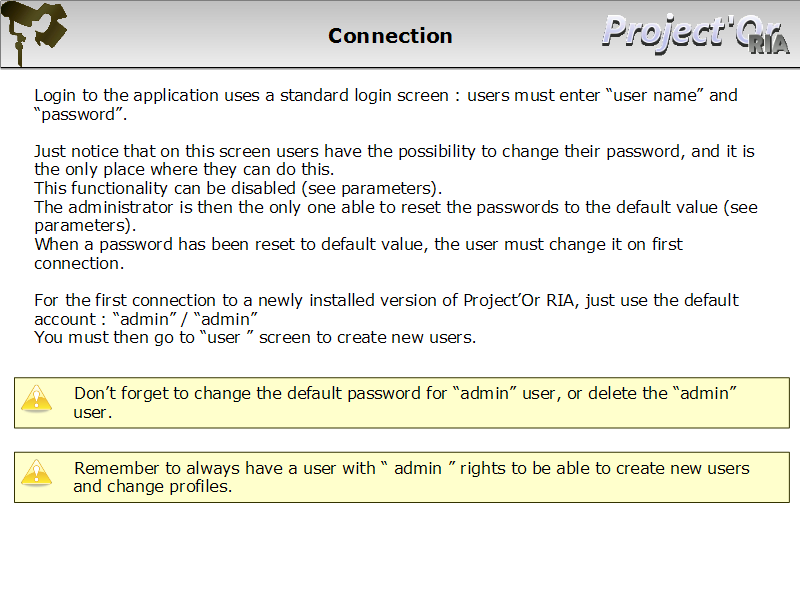 Connection
Project'Or
RIA
Login to the application uses a standard login screen : users must enter “user name” and
“password”.
Just notice that on this screen users have the possibility to change their password, and it is
the only place where they can do this.
This functionality can be disabled (see parameters).
The administrator is then the only one able to reset the passwords to the default value (see
parameters).
When a password has been reset to default value, the user must change it on first
connection.
For the first connection to a newly installed version of Project’Or RIA, just use the default
account : “admin” / “admin”
You must then go to “user ” screen to create new users.
Don’t forget to change the default password for “admin” user, or delete the “admin”
user.
Remember to always have a user with “ admin ” rights to be able to create new users
and change profiles.